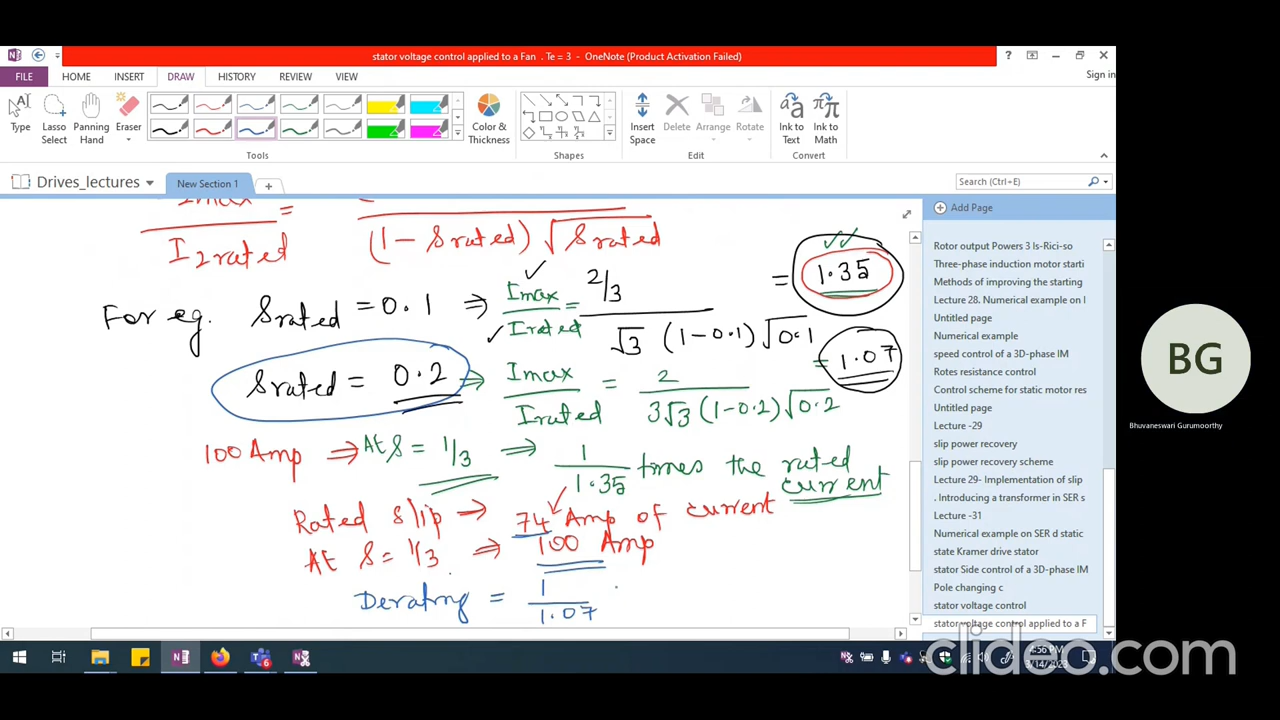 stator voltage control applied to a Fan . Te = 3 - OneNote (Product Activation Failed)
FILE HOME INSERT DRAW HISTORY REVIEW VIEW
Sign in
Type Lasso Select Panning Hand Eraser Color & Thickness Insert Space Delete Arrange Rotate Ink to Text Ink to Math
Tools Shapes Edit Convert
Drives_lectures New Section 1 Search (Ctrl+E)
Add Page
Imax / I2rated = (1 - Srated) √Srated
For eg. Srated = 0.1 ⇒ Imax / Irated = 2/3 / √3 (1-0.1) √0.1 = 1.35
Srated = 0.2 ⇒ Imax / Irated = 2 / 3√3 (1-0.2) √0.2 = 1.07
100 Amp ⇒ At S = 1/3 ⇒ 1 / 1.35 times the rated current
Rated slip → 74 Amp of current
At S = 1/3 ⇒ 100 Amp
Derating = 1 / 1.07
Rotor output Powers 3 Is-Rici-so
Three-phase induction motor starti
Methods of improving the starting
Lecture 28. Numerical example on I
Untitled page
Numerical example
speed control of a 3D-phase IM
Rotes resistance control
Control scheme for static motor res
Untitled page
Lecture -29
slip power recovery
slip power recovery scheme
Lecture 29- Implementation of slip
. Introducing a transformer in SER s
Lecture -31
Numerical example on SER d static
state Kramer drive stator
stator Side control of a 3D-phase IM
Pole changing c
stator voltage control
stator voltage control applied to a F
BG
Bhuvaneswari Gurumoorthy
4:56 PM
3/14/2023
clideo.com